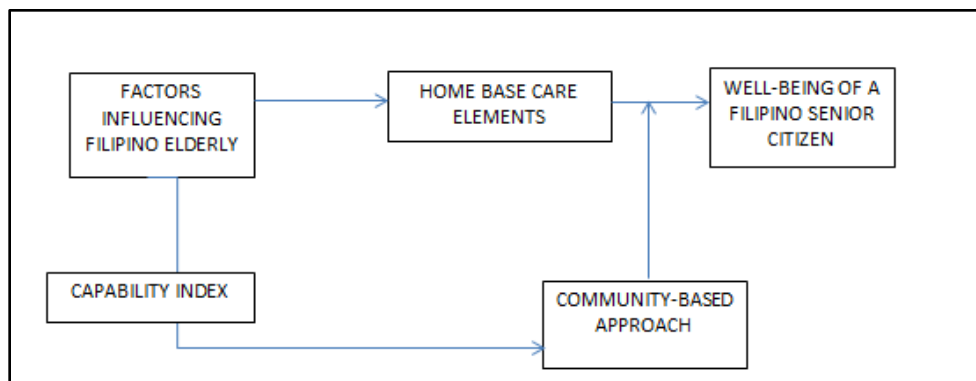 FACTORS
INFLUENCING
FILIPINO ELDERLY
HOME BASE CARE
ELEMENTS
WELL-BEING OF A
FILIPINO SENIOR
CITIZEN
CAPABILITY INDEX
COMMUNITY-BASED
APPROACH